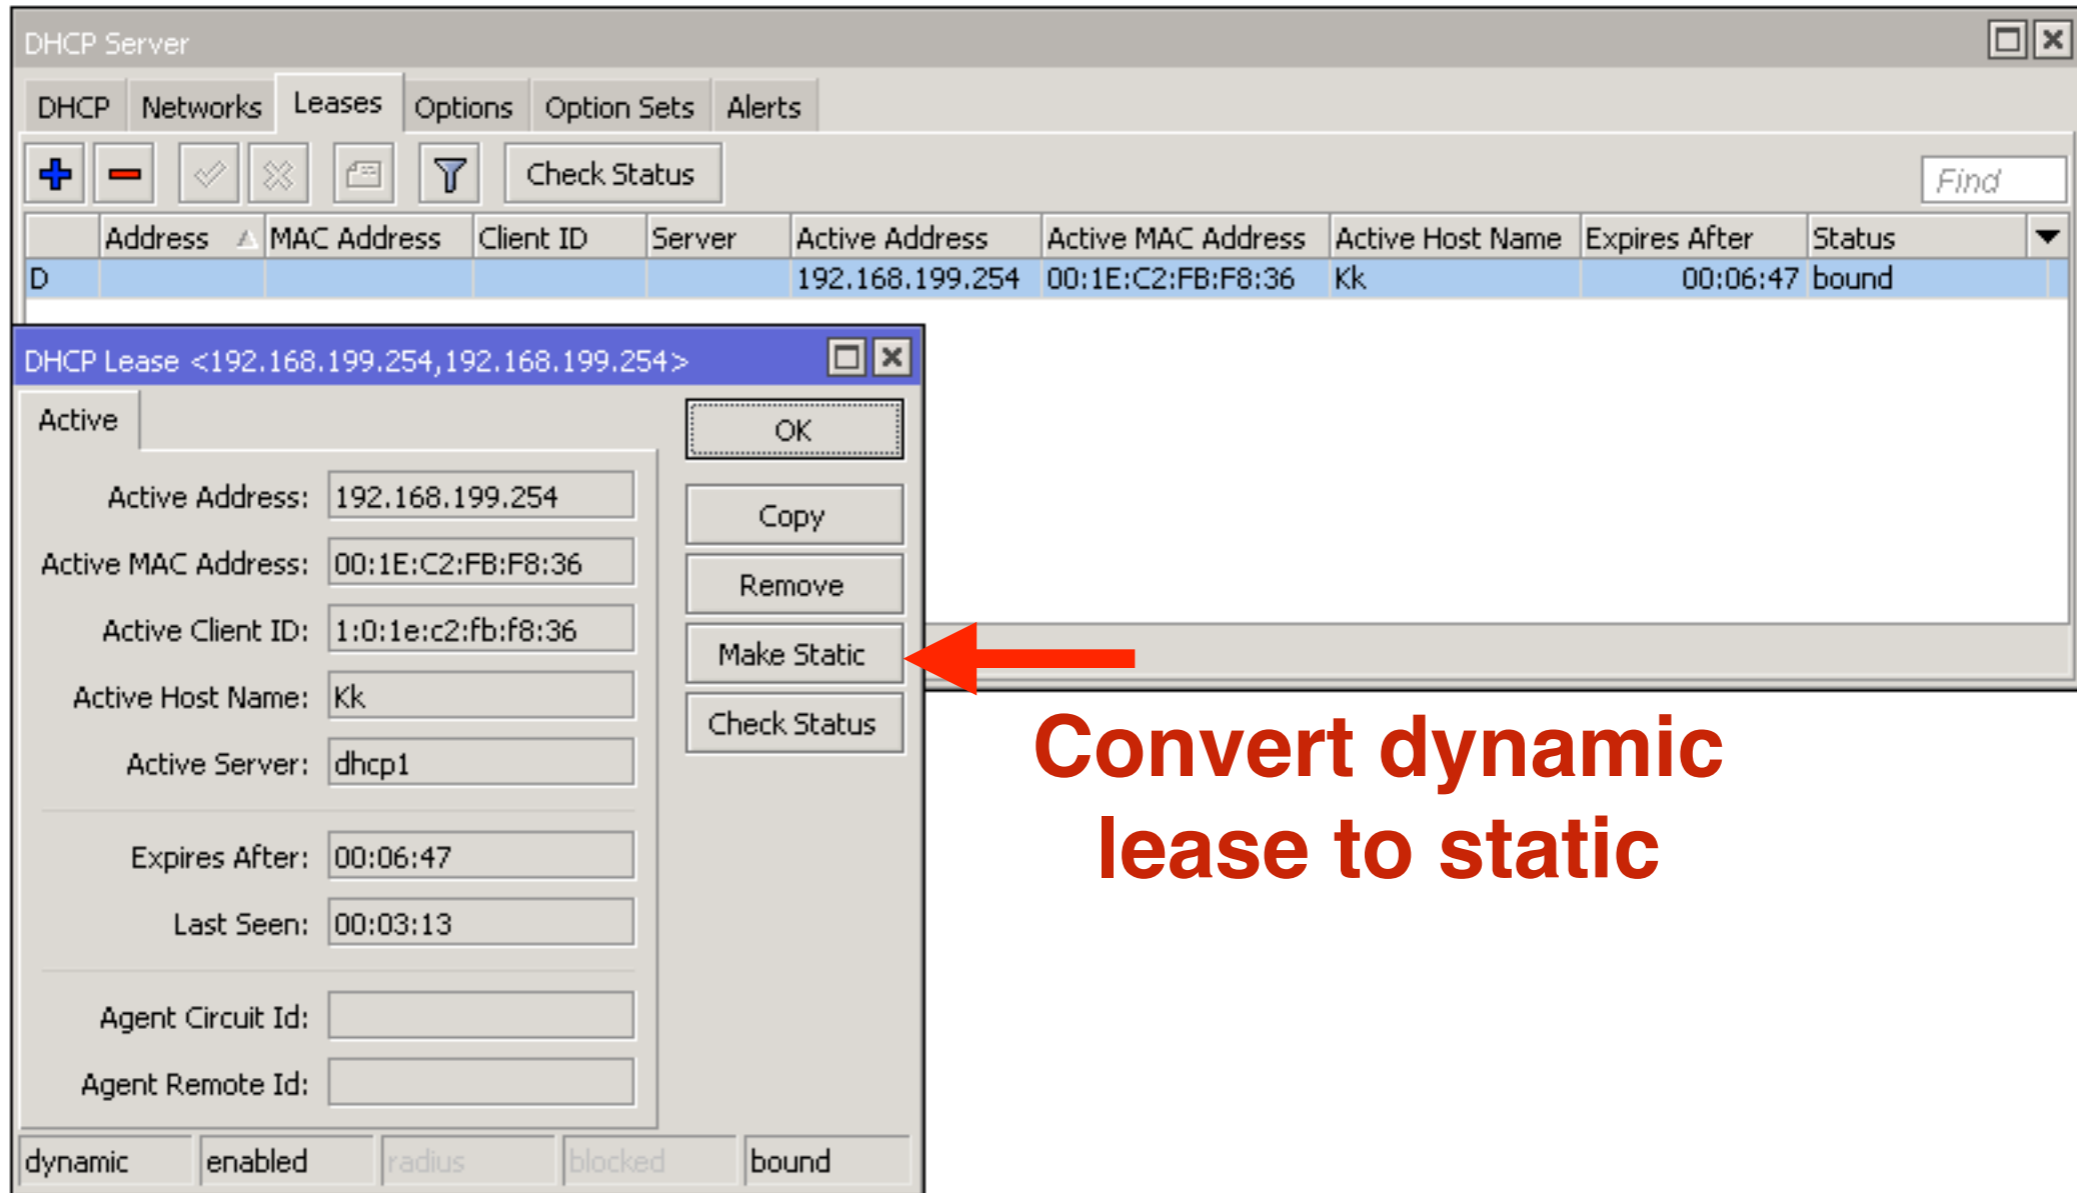 DHCP Server
DHCP Networks Leases Options Option Sets Alerts
Check Status Find
Address MAC Address Client ID Server Active Address Active MAC Address Active Host Name Expires After Status
D 192.168.199.254 00:1E:C2:FB:F8:36 Kk 00:06:47 bound
DHCP Lease <192.168.199.254,192.168.199.254>
Active
OK
Active Address: 192.168.199.254
Copy
Active MAC Address: 00:1E:C2:FB:F8:36
Remove
Active Client ID: 1:0:1e:c2:fb:f8:36
Make Static
Active Host Name: Kk
Check Status
Active Server: dhcp1
Expires After: 00:06:47
Last Seen: 00:03:13
Agent Circuit Id:
Agent Remote Id:
dynamic enabled radius blocked bound
Convert dynamic
lease to static